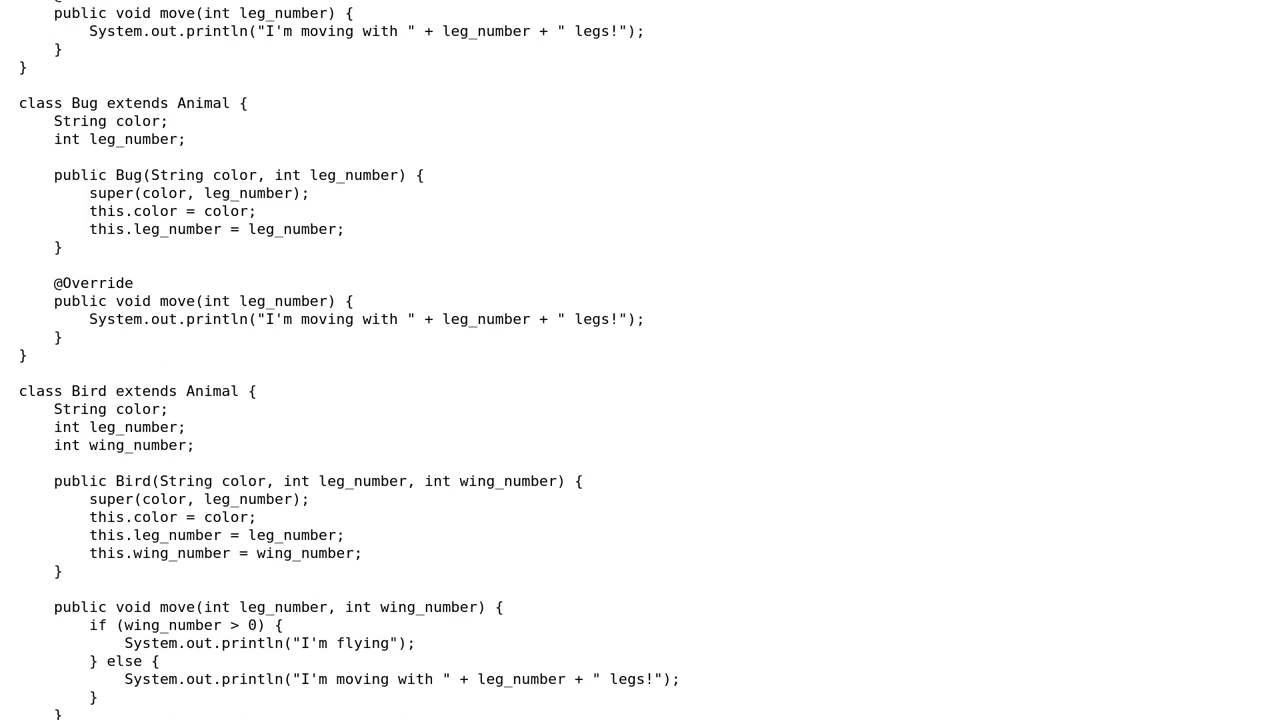 public void move(int leg_number) {
        System.out.println("I'm moving with " + leg_number + " legs!");
    }
}

class Bug extends Animal {
    String color;
    int leg_number;

    public Bug(String color, int leg_number) {
        super(color, leg_number);
        this.color = color;
        this.leg_number = leg_number;
    }

    @Override
    public void move(int leg_number) {
        System.out.println("I'm moving with " + leg_number + " legs!");
    }
}

class Bird extends Animal {
    String color;
    int leg_number;
    int wing_number;

    public Bird(String color, int leg_number, int wing_number) {
        super(color, leg_number);
        this.color = color;
        this.leg_number = leg_number;
        this.wing_number = wing_number;
    }

    public void move(int leg_number, int wing_number) {
        if (wing_number > 0) {
            System.out.println("I'm flying");
        } else {
            System.out.println("I'm moving with " + leg_number + " legs!");
        }
    }